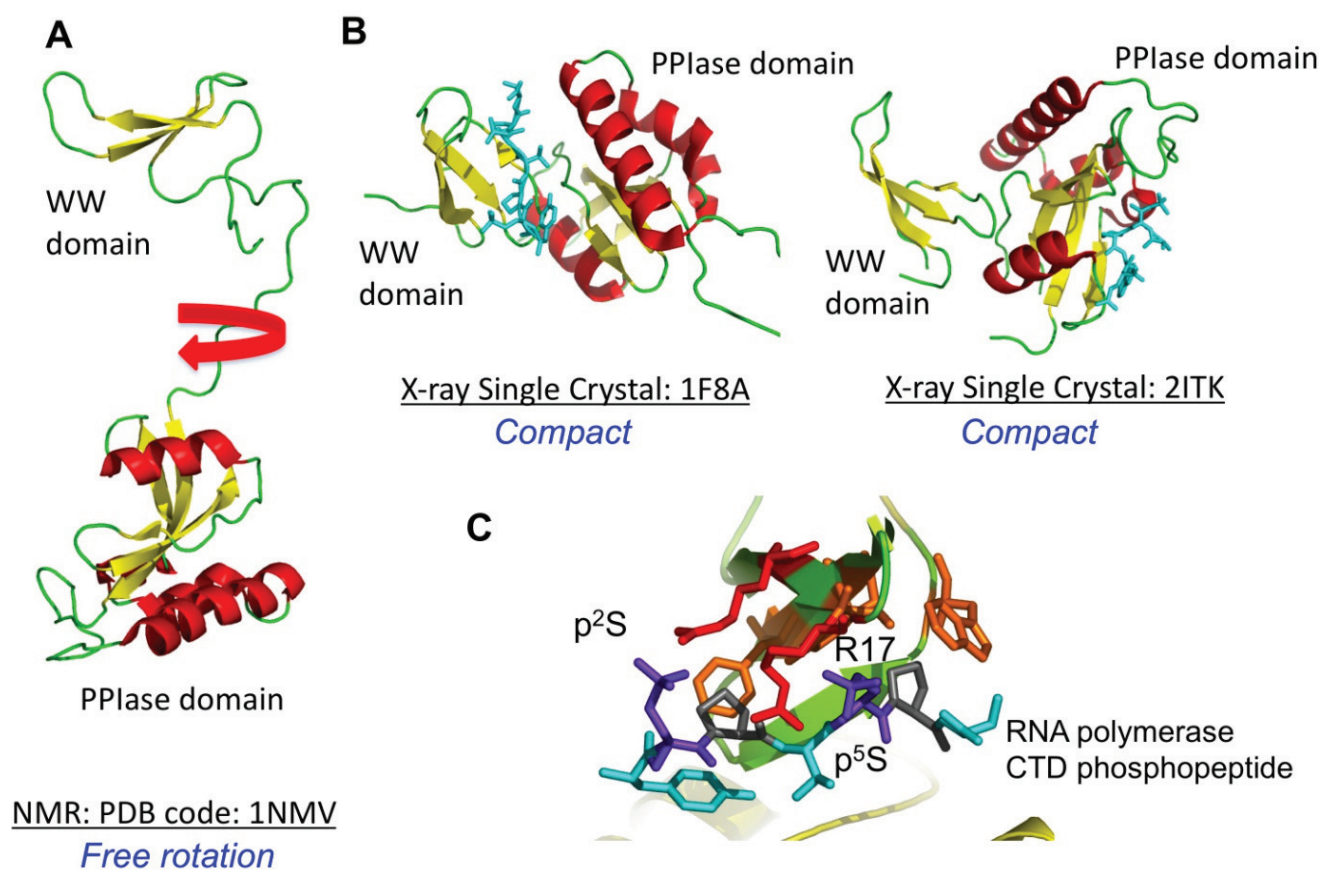 A
WW
domain
PPIase domain
NMR: PDB code: 1NMV
Free rotation
B
PPIase domain
WW
domain
X-ray Single Crystal: 1F8A
Compact
PPIase domain
WW
domain
X-ray Single Crystal: 2ITK
Compact
C
p²S
R17
p⁵S
RNA polymerase
CTD phosphopeptide